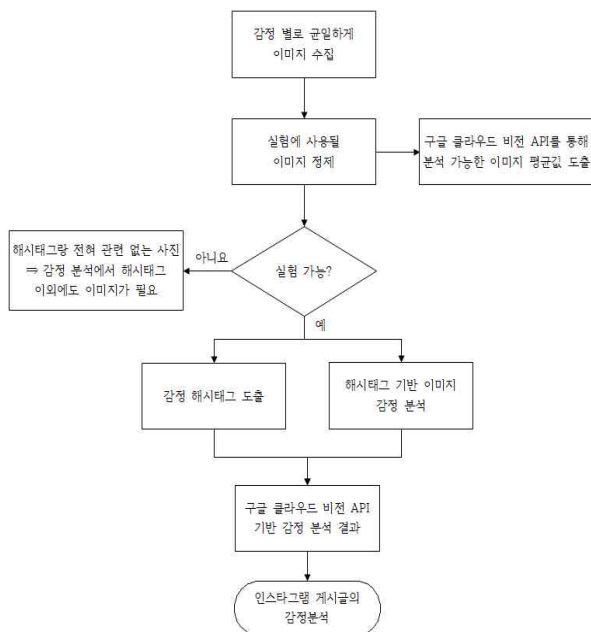 감정 별로 균일하게
이미지 수집
실험에 사용될
이미지 정제
구글 클라우드 비전 API를 통해
분석 가능한 이미지 평균값 도출
해시태그랑 전혀 관련 없는 사진
⇒ 감정 분석에서 해시태그
이외에도 이미지가 필요
아니요
실험 가능?
예
감정 해시태그 도출
해시태그 기반 이미지
감정 분석
구글 클라우드 비전 API
기반 감정 분석 결과
인스타그램 게시글의
감정분석